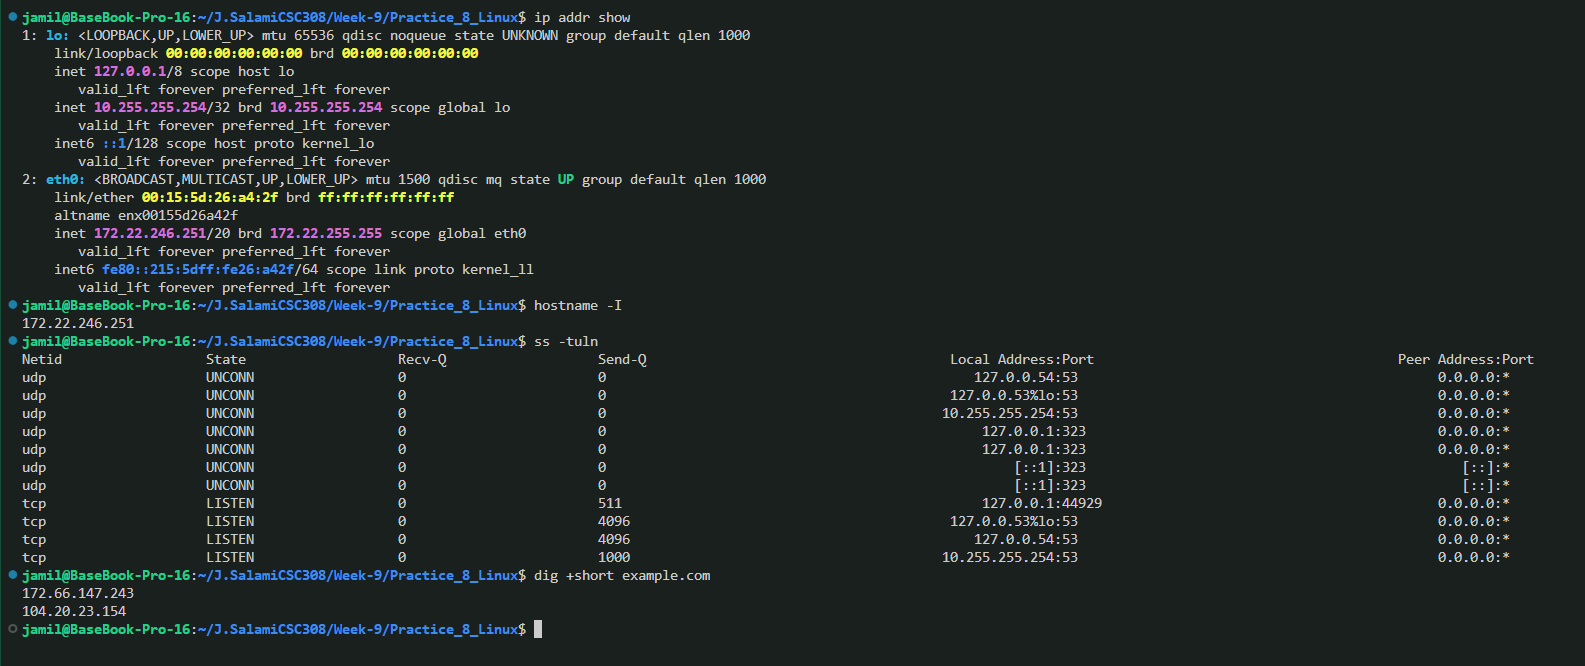 jamil@BaseBook-Pro-16:~/J.SalamiCSC308/Week-9/Practice_8_Linux$ ip addr show
1: lo: <LOOPBACK,UP,LOWER_UP> mtu 65536 qdisc noqueue state UNKNOWN group default qlen 1000
link/loopback 00:00:00:00:00:00 brd 00:00:00:00:00:00
inet 127.0.0.1/8 scope host lo
valid_lft forever preferred_lft forever
inet 10.255.255.254/32 brd 10.255.255.254 scope global lo
valid_lft forever preferred_lft forever
inet6 ::1/128 scope host proto kernel_lo
valid_lft forever preferred_lft forever
2: eth0: <BROADCAST,MULTICAST,UP,LOWER_UP> mtu 1500 qdisc mq state UP group default qlen 1000
link/ether 00:15:5d:26:a4:2f brd ff:ff:ff:ff:ff:ff
altname enx00155d26a42f
inet 172.22.246.251/20 brd 172.22.255.255 scope global eth0
valid_lft forever preferred_lft forever
inet6 fe80::215:5dff:fe26:a42f/64 scope link proto kernel_ll
valid_lft forever preferred_lft forever
jamil@BaseBook-Pro-16:~/J.SalamiCSC308/Week-9/Practice_8_Linux$ hostname -I
172.22.246.251
jamil@BaseBook-Pro-16:~/J.SalamiCSC308/Week-9/Practice_8_Linux$ ss -tuln
Netid State Recv-Q Send-Q Local Address:Port Peer Address:Port
udp UNCONN 0 0 127.0.0.54:53 0.0.0.0:*
udp UNCONN 0 0 127.0.0.53%lo:53 0.0.0.0:*
udp UNCONN 0 0 10.255.255.254:53 0.0.0.0:*
udp UNCONN 0 0 127.0.0.1:323 0.0.0.0:*
udp UNCONN 0 0 127.0.0.1:323 0.0.0.0:*
udp UNCONN 0 0 [::1]:323 [::]:*
udp UNCONN 0 0 [::1]:323 [::]:*
tcp LISTEN 0 511 127.0.0.1:44929 0.0.0.0:*
tcp LISTEN 0 4096 127.0.0.53%lo:53 0.0.0.0:*
tcp LISTEN 0 4096 127.0.0.54:53 0.0.0.0:*
tcp LISTEN 0 1000 10.255.255.254:53 0.0.0.0:*
jamil@BaseBook-Pro-16:~/J.SalamiCSC308/Week-9/Practice_8_Linux$ dig +short example.com
172.66.147.243
104.20.23.154
jamil@BaseBook-Pro-16:~/J.SalamiCSC308/Week-9/Practice_8_Linux$